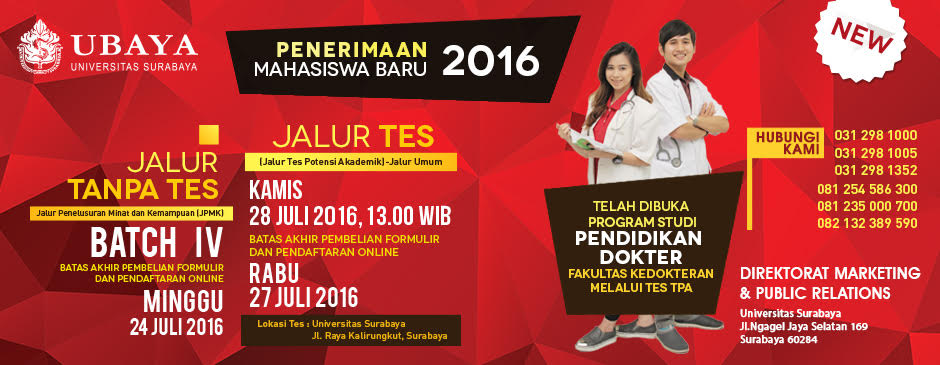 UBAYA
UNIVERSITAS SURABAYA
PENERIMAAN
MAHASISWA BARU 2016
NEW
JALUR
TANPA TES
Jalur Penelusuran Minat dan Kemampuan (JPMK)
BATCH IV
BATAS AKHIR PEMBELIAN FORMULIR
DAN PENDAFTARAN ONLINE
MINGGU
24 JULI 2016
JALUR TES
(Jalur Tes Potensi Akademik)-Jalur Umum
KAMIS
28 JULI 2016, 13.00 WIB
BATAS AKHIR PEMBELIAN FORMULIR
DAN PENDAFTARAN ONLINE
RABU
27 JULI 2016
Lokasi Tes : Universitas Surabaya
Jl. Raya Kalirungkut, Surabaya
TELAH DIBUKA
PROGRAM STUDI
PENDIDIKAN
DOKTER
FAKULTAS KEDOKTERAN
MELALUI TES TPA
HUBUNGI
KAMI
031 298 1000
031 298 1005
031 298 1352
081 254 586 300
081 235 000 700
082 132 389 590
DIREKTORAT MARKETING
& PUBLIC RELATIONS
Universitas Surabaya
Jl.Ngagel Jaya Selatan 169
Surabaya 60284